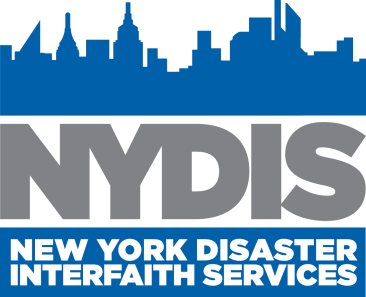 NYDIS
NEW YORK DISASTER
INTERFAITH SERVICES